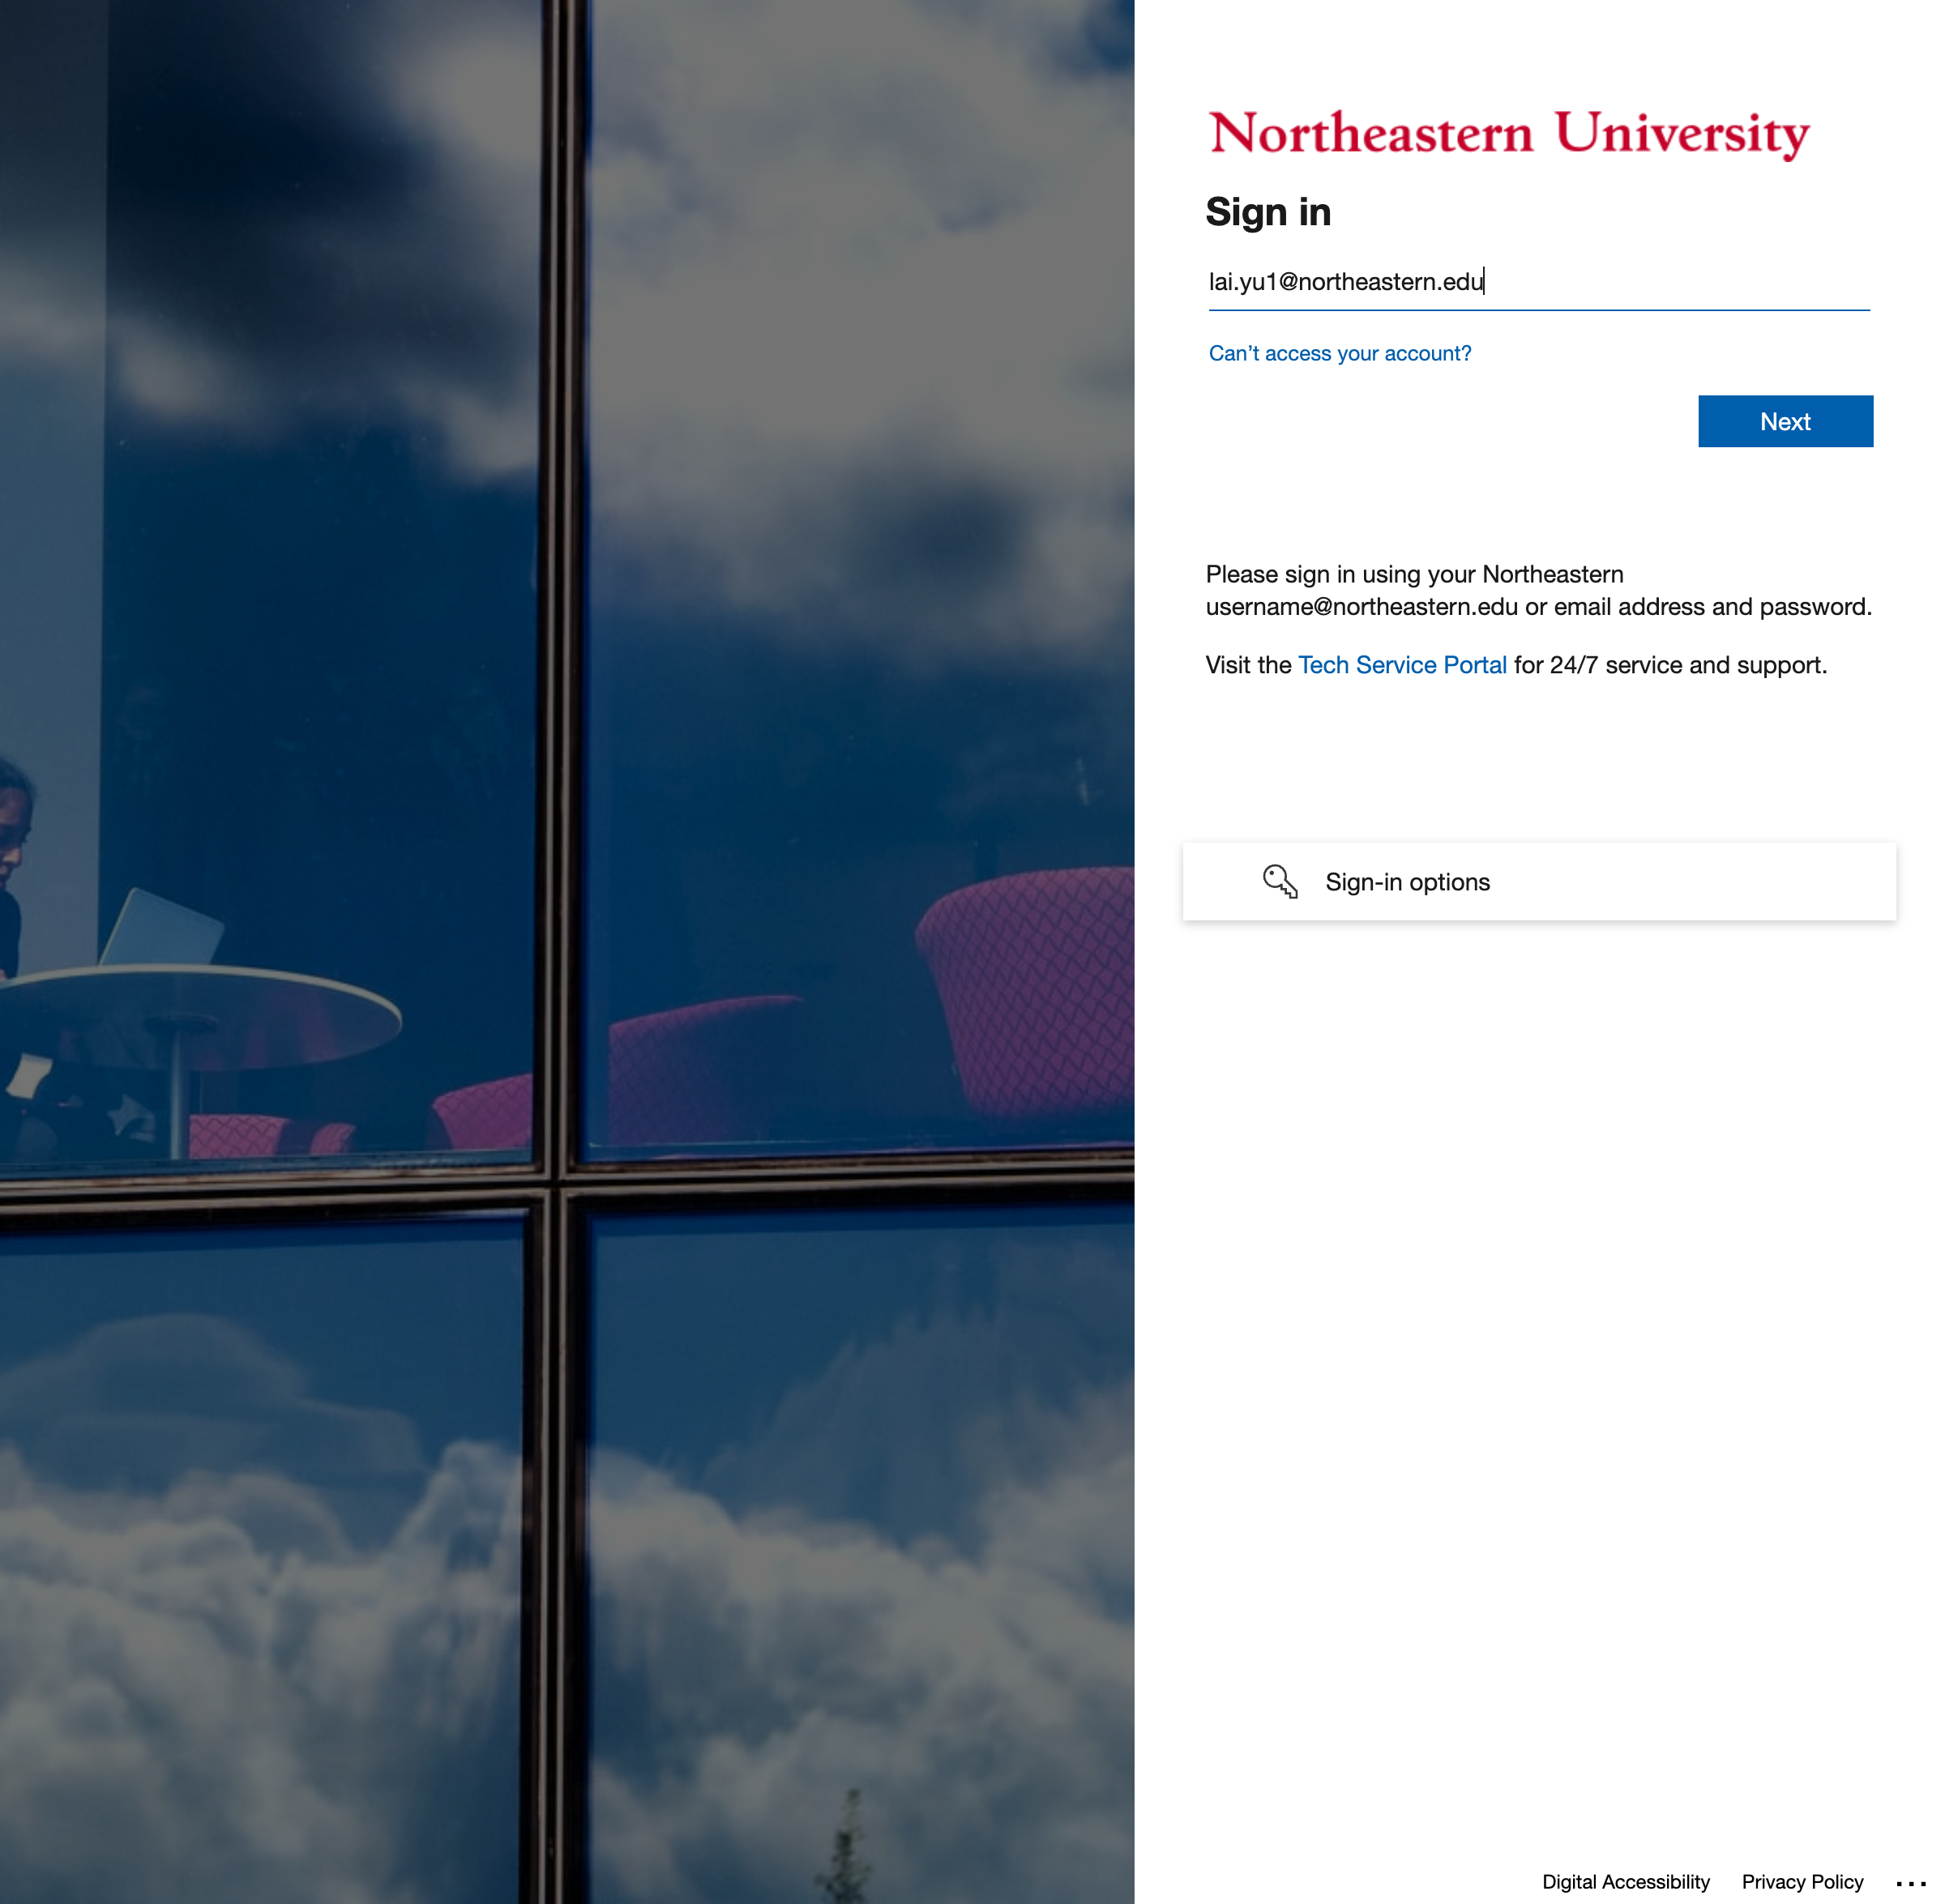 Northeastern University
Sign in
lai.yu1@northeastern.edu
Can’t access your account?
Next
Please sign in using your Northeastern
username@northeastern.edu or email address and password.
Visit the Tech Service Portal for 24/7 service and support.
Sign-in options
Digital Accessibility Privacy Policy ...